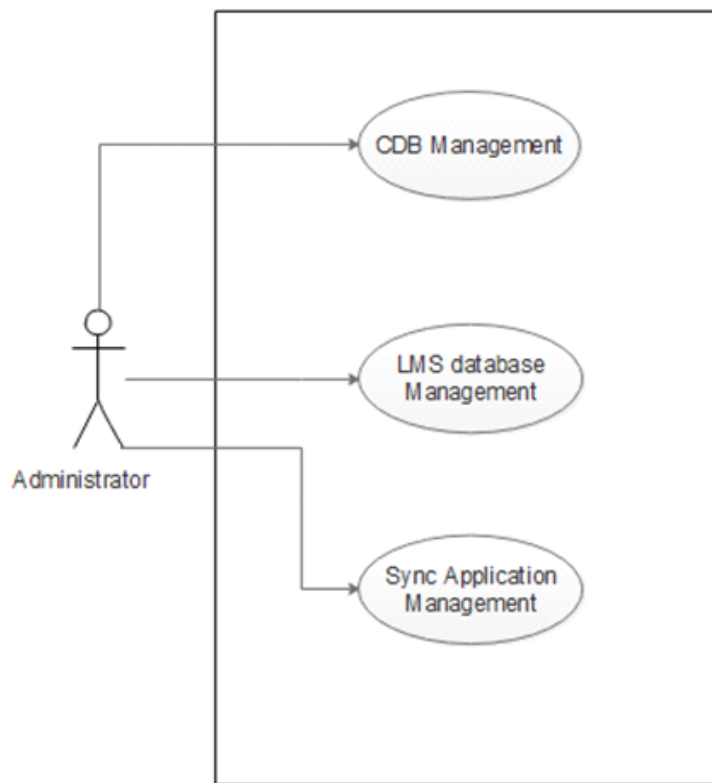 CDB Management
LMS database
Management
Administrator
Sync Application
Management